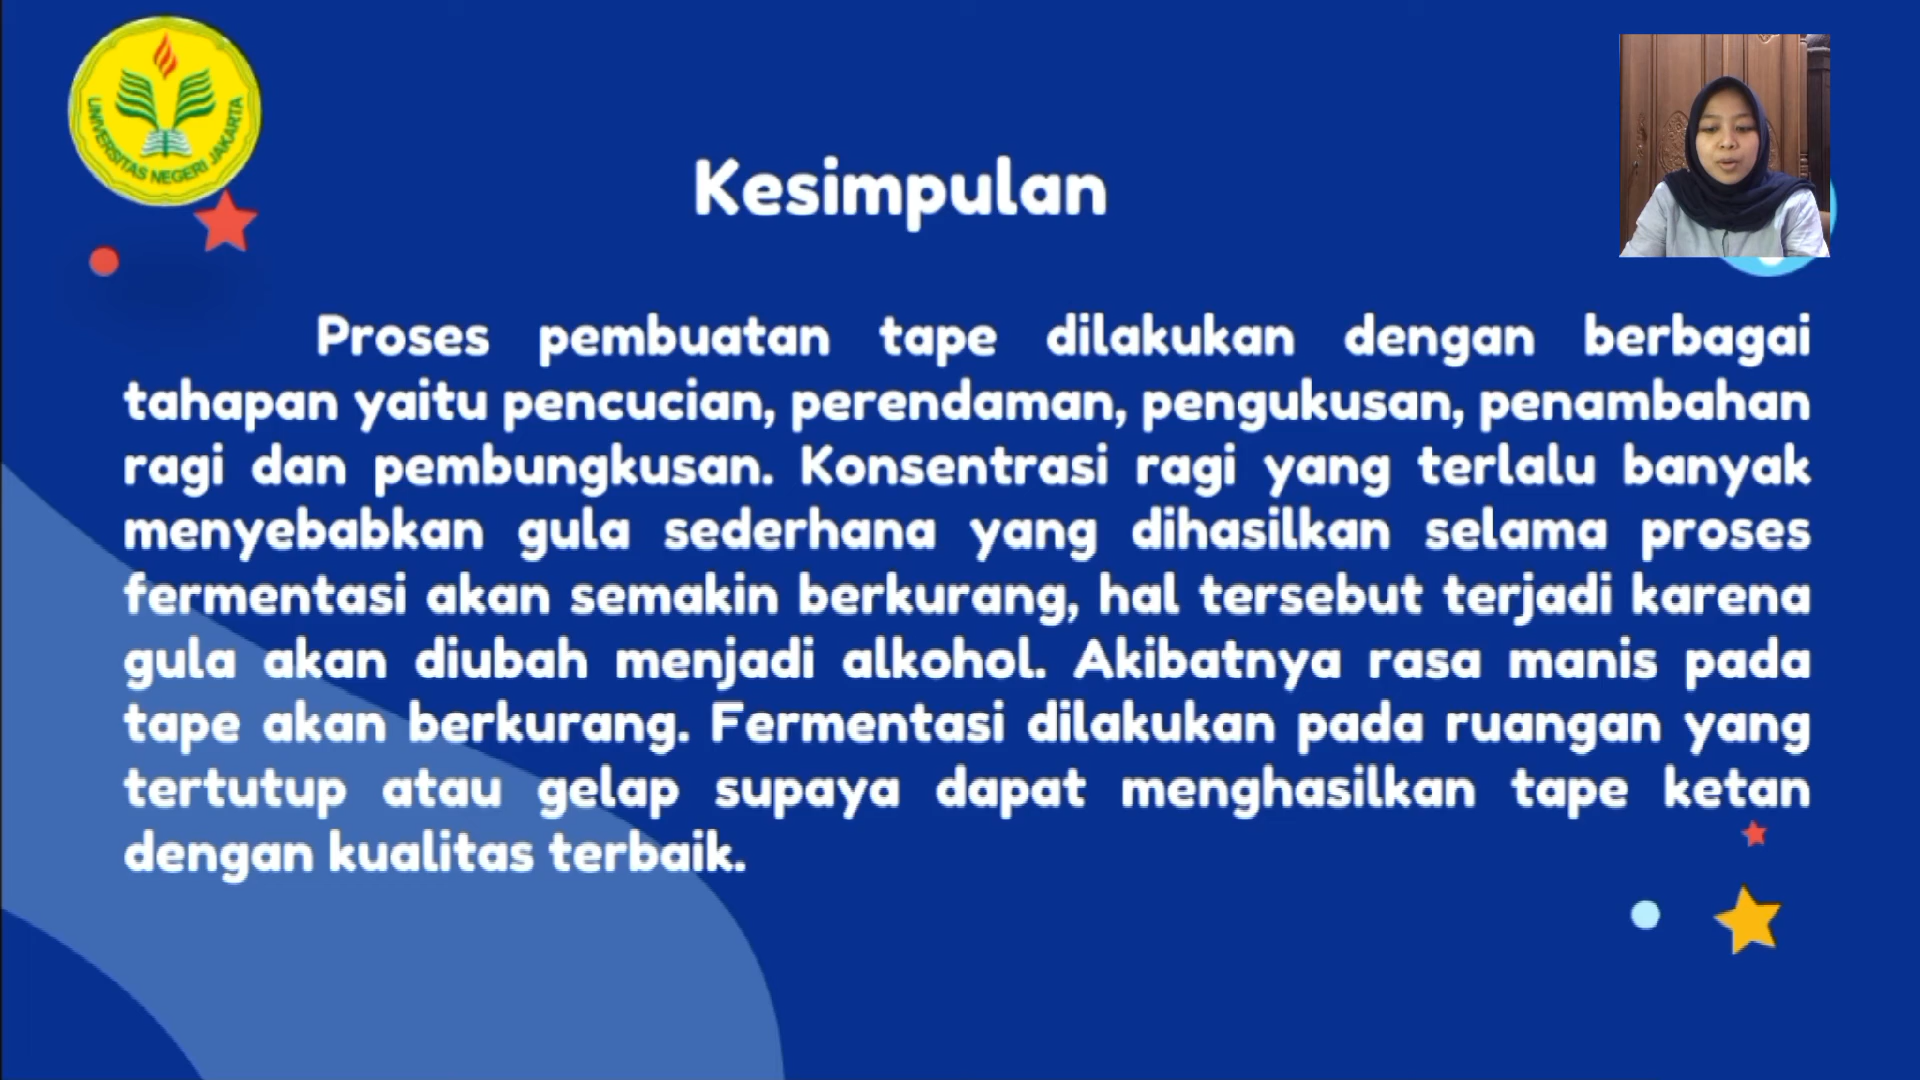 UNIVERSITAS NEGERI JAKARTA
Kesimpulan
Proses pembuatan tape dilakukan dengan berbagai
tahapan yaitu pencucian, perendaman, pengukusan, penambahan
ragi dan pembungkusan. Konsentrasi ragi yang terlalu banyak
menyebabkan gula sederhana yang dihasilkan selama proses
fermentasi akan semakin berkurang, hal tersebut terjadi karena
gula akan diubah menjadi alkohol. Akibatnya rasa manis pada
tape akan berkurang. Fermentasi dilakukan pada ruangan yang
tertutup atau gelap supaya dapat menghasilkan tape ketan
dengan kualitas terbaik.